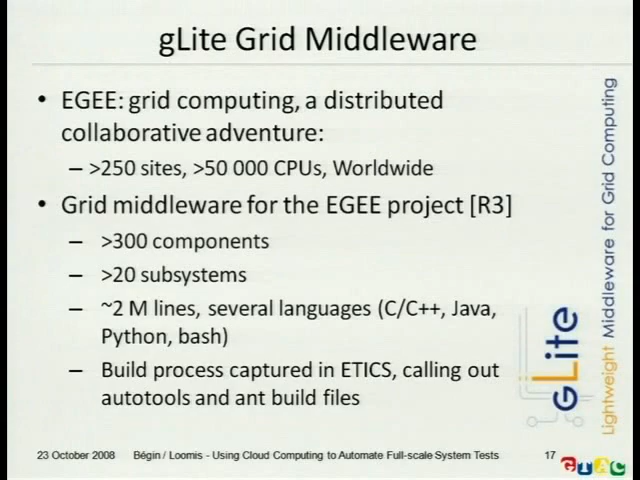 gLite Grid Middleware
• EGEE: grid computing, a distributed
collaborative adventure:
– >250 sites, >50 000 CPUs, Worldwide
• Grid middleware for the EGEE project [R3]
– >300 components
– >20 subsystems
– ~2 M lines, several languages (C/C++, Java,
Python, bash)
– Build process captured in ETICS, calling out
autotools and ant build files
gLite
Lightweight Middleware for Grid Computing
23 October 2008 Bégin / Loomis - Using Cloud Computing to Automate Full-scale System Tests 17
GTAC